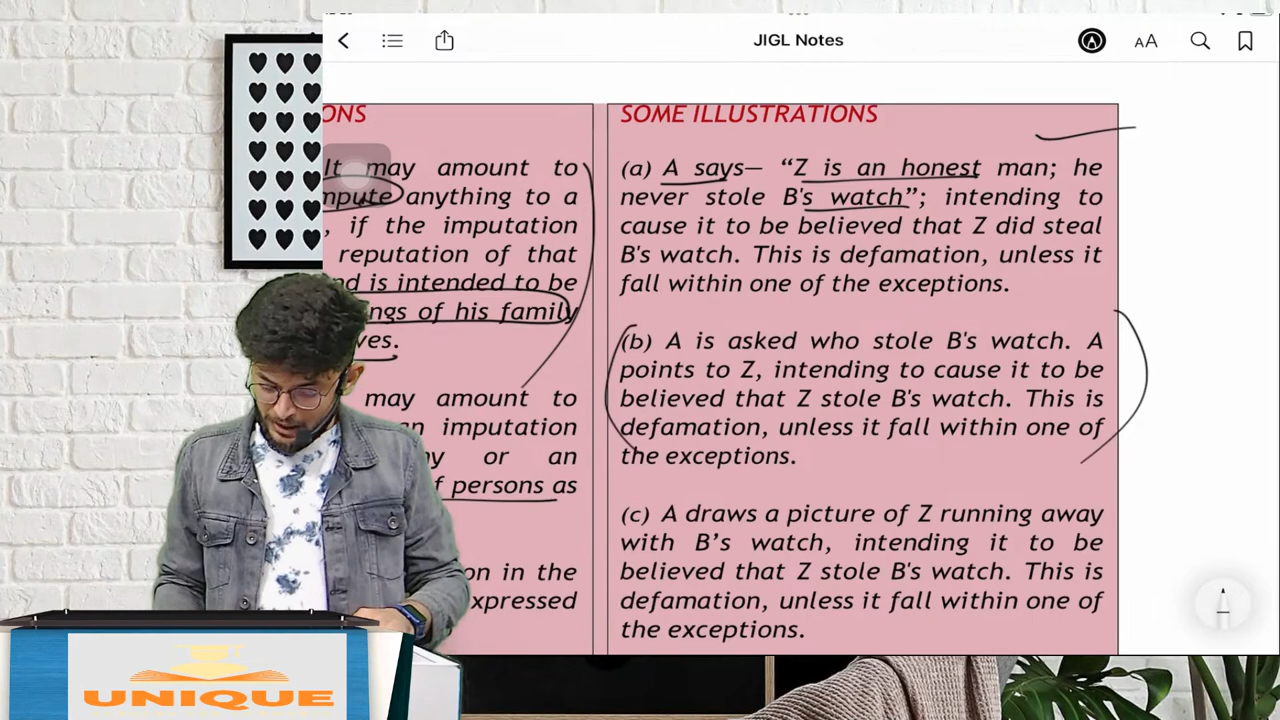 JIGL Notes
AA
ONS
It may amount to
mpute anything to a
, if the imputation
reputation of that
nd is intended to be
ngs of his family
ves.
may amount to
an imputation
ny or an
f persons as
on in the
xpressed
SOME ILLUSTRATIONS
(a) A says— “Z is an honest man; he
never stole B's watch”; intending to
cause it to be believed that Z did steal
B's watch. This is defamation, unless it
fall within one of the exceptions.
(b) A is asked who stole B's watch. A
points to Z, intending to cause it to be
believed that Z stole B's watch. This is
defamation, unless it fall within one of
the exceptions.
(c) A draws a picture of Z running away
with B’s watch, intending it to be
believed that Z stole B's watch. This is
defamation, unless it fall within one of
the exceptions.
UNIQUE